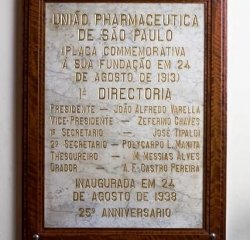 UNIÃO PHARMACEUTICA
DE SÃO PAULO
(PLACA COMMEMORATIVA
Á SUA FUNDAÇÃO EM 24
DE AGOSTO DE 1913)
1ª DIRECTORIA
PRESIDENTE — JOÃO ALFREDO VARELLA
VICE-PRESIDENTE — ZEFERINO CHAVES
1º SECRETARIO — JOSÉ TIPALDI
2º SECRETARIO — POLYCARPO L. MANITA
THESOUREIRO — M. MESSIAS ALVES
ORADOR — A. F. CASTRO PEREIRA
INAUGURADA EM 24
DE AGOSTO DE 1938
25º ANNIVERSARIO